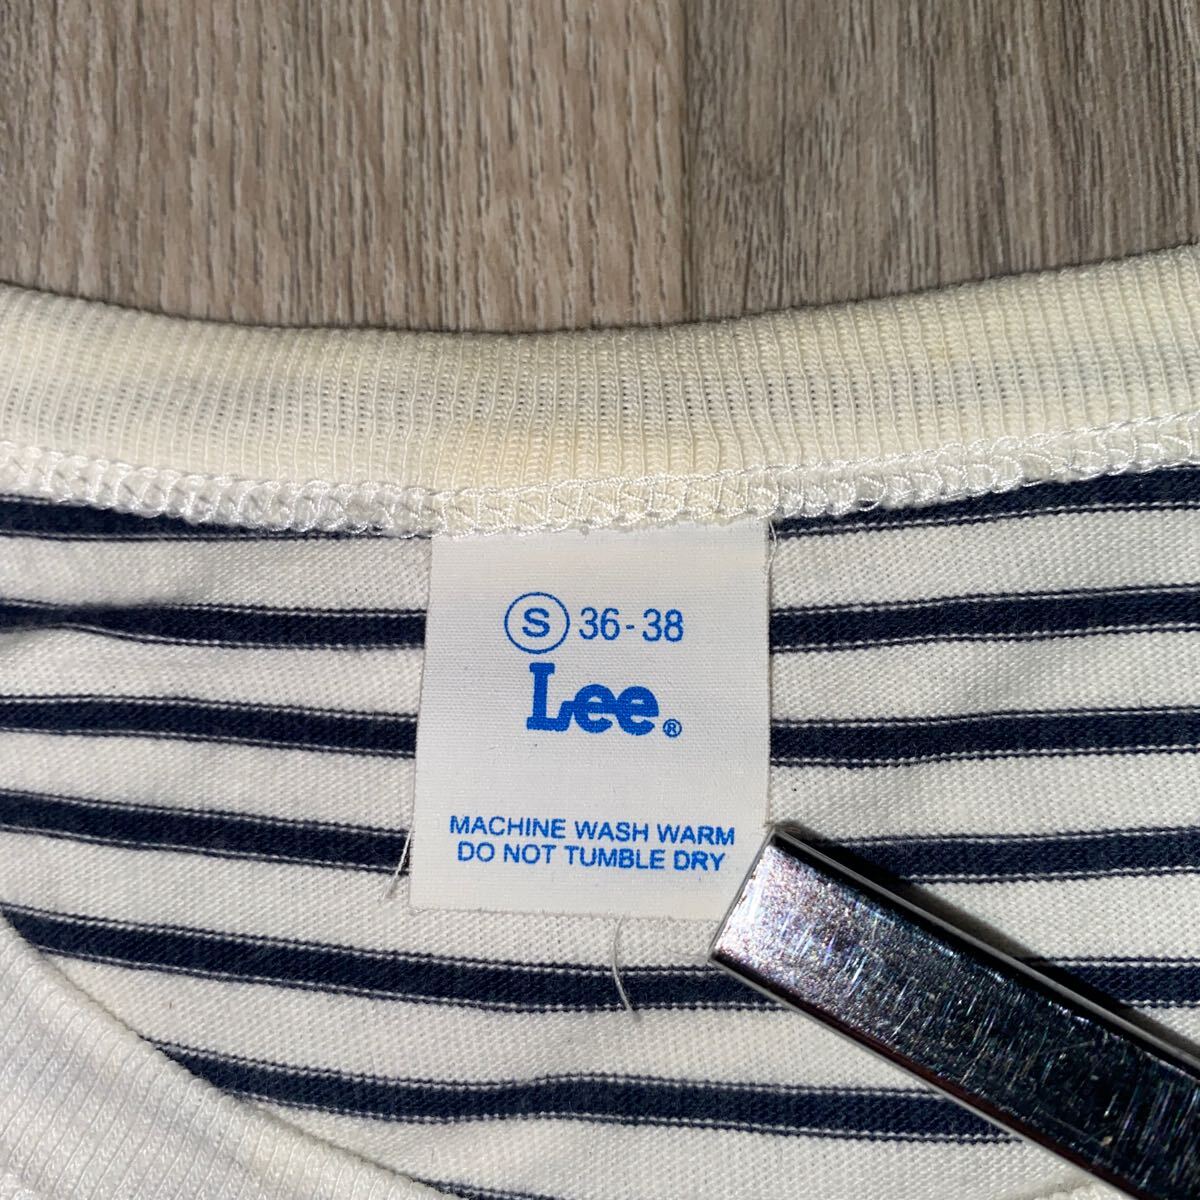 S 36-38
Lee®
MACHINE WASH WARM
DO NOT TUMBLE DRY